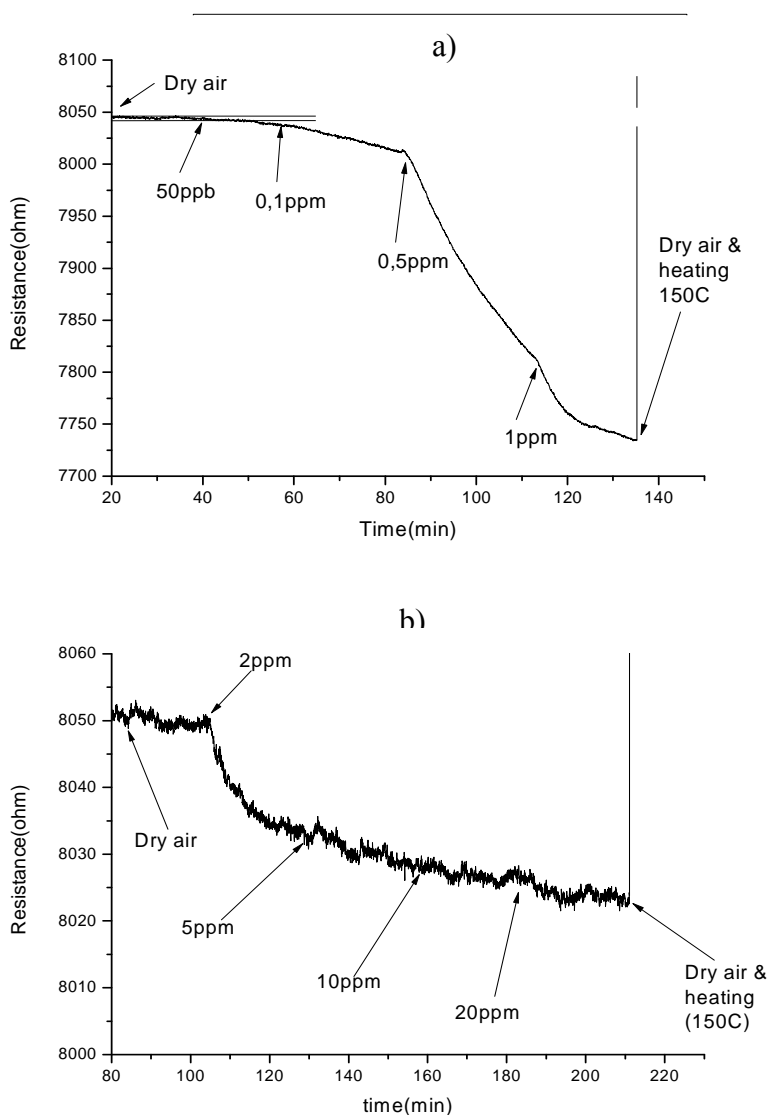 a)
8100
8050
8000
7950
7900
7850
7800
7750
7700
Resistance(ohm)
Dry air
50ppb
0,1ppm
0,5ppm
1ppm
Dry air &
heating
150C
20
40
60
80
100
120
140
Time(min)
b)
8060
8050
8040
8030
8020
8010
8000
Resistance(ohm)
2ppm
Dry air
5ppm
10ppm
20ppm
Dry air &
heating
(150C)
80
100
120
140
160
180
200
220
time(min)